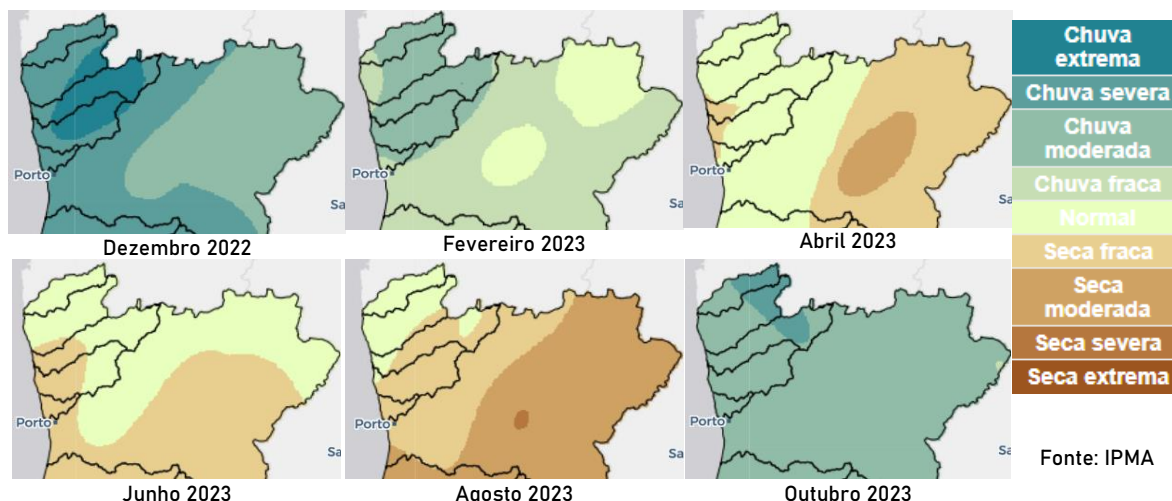 Porto
Sa
Dezembro 2022
Porto
Sa
Fevereiro 2023
Porto
Sa
Abril 2023
Porto
Sa
Junho 2023
Porto
Sa
Agosto 2023
Porto
Sa
Outubro 2023
Chuva
extrema
Chuva severa
Chuva
moderada
Chuva fraca
Normal
Seca fraca
Seca
moderada
Seca severa
Seca extrema
Fonte: IPMA